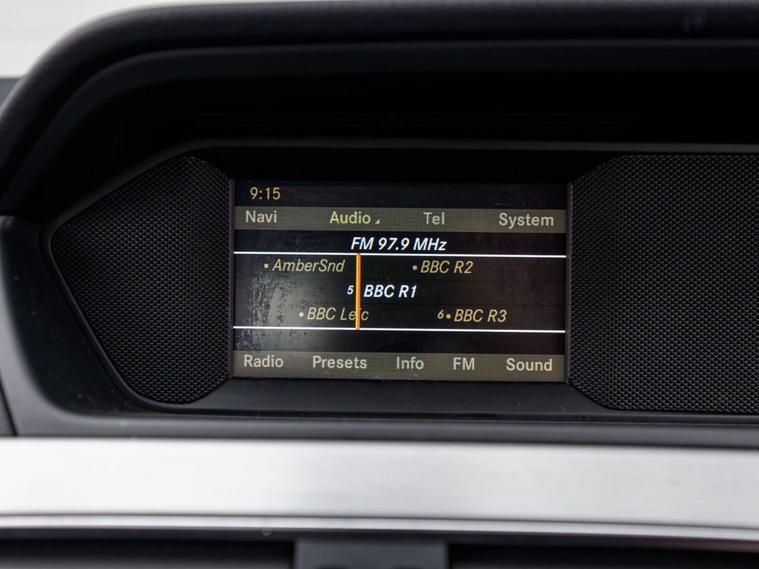 9:15
Navi Audio Tel System
FM 97.9 MHz
• AmberSnd • BBC R2
5 BBC R1
• BBC Leic 6• BBC R3
Radio Presets Info FM Sound